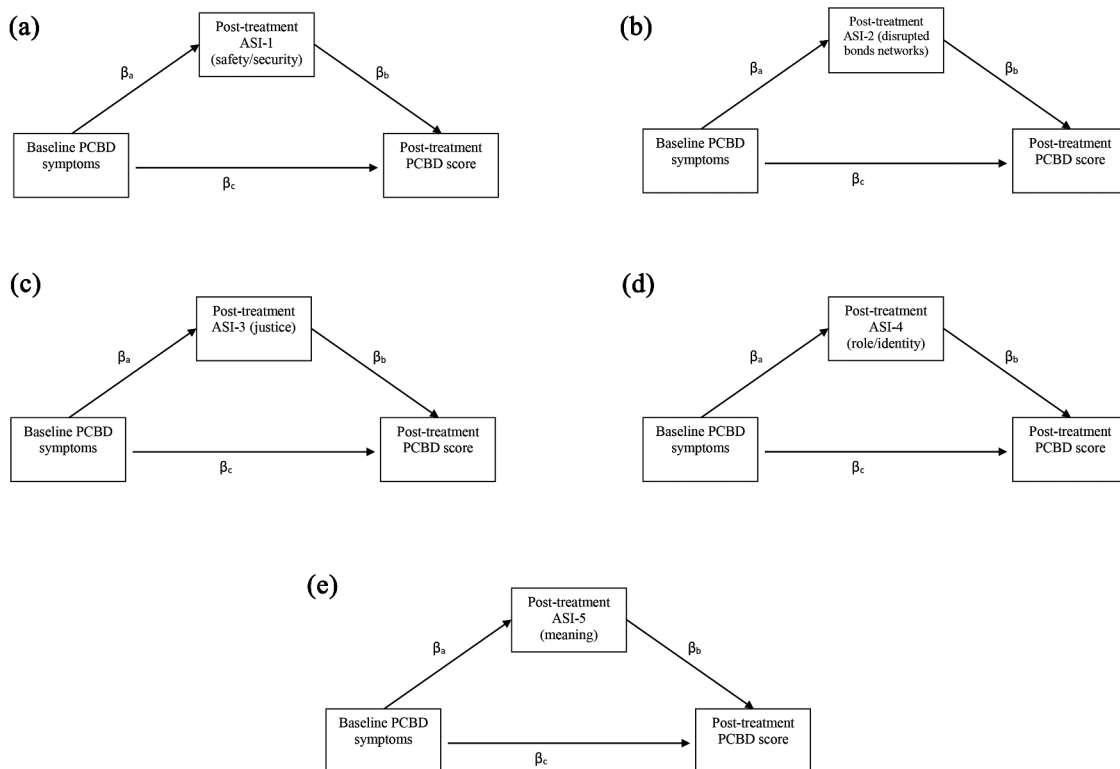 (a)
Post-treatment
ASI-1
(safety/security)
βa
βb
Baseline PCBD
symptoms
Post-treatment
PCBD score
βc
(b)
Post-treatment
ASI-2 (disrupted
bonds networks)
βa
βb
Baseline PCBD
symptoms
Post-treatment
PCBD score
βc
(c)
Post-treatment
ASI-3 (justice)
βa
βb
Baseline PCBD
symptoms
Post-treatment
PCBD score
βc
(d)
Post-treatment
ASI-4
(role/identity)
βa
βb
Baseline PCBD
symptoms
Post-treatment
PCBD score
βc
(e)
Post-treatment
ASI-5
(meaning)
βa
βb
Baseline PCBD
symptoms
Post-treatment
PCBD score
βc